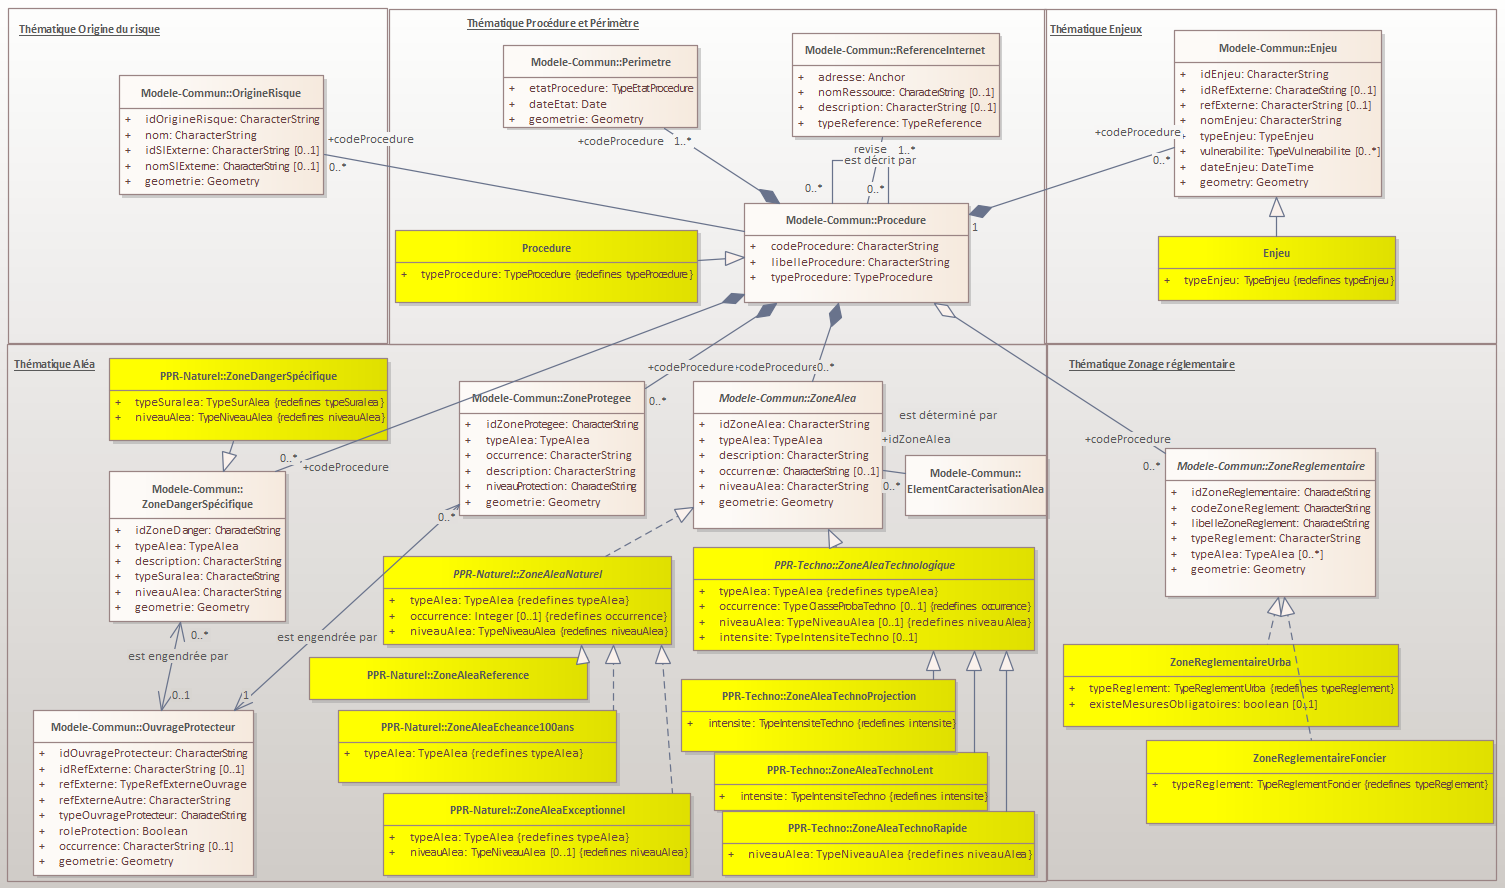 Thématique Origine du risque
Modele-Commun::OrigineRisque
+ idOrigineRisque: CharacterString
+ nom: CharacterString
+ idSIExterne: CharacterString [0..1]
+ nomSIExterne: CharacterString [0..1]
+ geometrie: Geometry
+codeProcedure
0..*
Thématique Procédure et Périmètre
Modele-Commun::Perimetre
+ etatProcedure: TypeEtatProcedure
+ dateEtat: Date
+ geometrie: Geometry
+codeProcedure 1..*
Modele-Commun::ReferenceInternet
+ adresse: Anchor
+ nomRessource: CharacterString [0..1]
+ description: CharacterString [0..1]
+ typeReference: TypeReference
revise 1..*
est décrit par
0..*
0..*
Modele-Commun::Procedure
+ codeProcedure: CharacterString
+ libelleProcedure: CharacterString
+ typeProcedure: TypeProcedure
Procedure
+ typeProcedure: TypeProcedure {redefines typeProcedure}
Thématique Enjeux
Modele-Commun::Enjeu
+ idEnjeu: CharacterString
+ idRefExterne: CharacterString [0..1]
+ refExterne: CharacterString [0..1]
+ nomEnjeu: CharacterString
+ typeEnjeu: TypeEnjeu
+ vulnerabilite: TypeVulnerabilite [0..*]
+ dateEnjeu: DateTime
+ geometry: Geometry
+codeProcedure
0..*
1
Enjeu
+ typeEnjeu: TypeEnjeu {redefines typeEnjeu}
Thématique Aléa
PPR-Naturel::ZoneDangerSpécifique
+ typeSuralea: TypeSurAlea {redefines typeSuralea}
+ niveauAlea: TypeNiveauAlea {redefines niveauAlea}
0..*
+codeProcedure
Modele-Commun::
ZoneDangerSpécifique
+ idZoneDanger: CharacterString
+ typeAlea: TypeAlea
+ description: CharacterString
+ typeSuralea: CharacterString
+ niveauAlea: CharacterString
+ geometrie: Geometry
0..*
est engendrée par
0..1
Modele-Commun::OuvrageProtecteur
+ idOuvrageProtecteur: CharacterString
+ idRefExterne: CharacterString [0..1]
+ refExterne: TypeRefExterneOuvrage
+ refExterneAutre: CharacterString
+ typeOuvrageProtecteur: CharacterString
+ roleProtection: Boolean
+ occurrence: CharacterString [0..1]
+ geometrie: Geometry
1
est engendrée par
0..*
Modele-Commun::ZoneProtegee
+ idZoneProtegee: CharacterString
+ typeAlea: TypeAlea
+ occurrence: CharacterString
+ description: CharacterString
+ niveauProtection: CharacterString
+ geometrie: Geometry
+codeProcedure
0..*
+codeProcedure
0..*
Modele-Commun::ZoneAlea
+ idZoneAlea: CharacterString
+ typeAlea: TypeAlea
+ description: CharacterString
+ occurrence: CharacterString [0..1]
+ niveauAlea: CharacterString
+ geometrie: Geometry
est déterminé par
+idZoneAlea
0..*
Modele-Commun::
ElementCaracterisationAlea
PPR-Naturel::ZoneAleaNaturel
+ typeAlea: TypeAlea {redefines typeAlea}
+ occurrence: Integer [0..1] {redefines occurrence}
+ niveauAlea: TypeNiveauAlea {redefines niveauAlea}
PPR-Naturel::ZoneAleaReference
PPR-Naturel::ZoneAleaEcheance100ans
+ typeAlea: TypeAlea {redefines typeAlea}
PPR-Naturel::ZoneAleaExceptionnel
+ typeAlea: TypeAlea {redefines typeAlea}
+ niveauAlea: TypeNiveauAlea [0..1] {redefines niveauAlea}
PPR-Techno::ZoneAleaTechnologique
+ typeAlea: TypeAlea {redefines typeAlea}
+ occurrence: TypeClasseProbaTechno [0..1] {redefines occurrence}
+ niveauAlea: TypeNiveauAlea [0..1] {redefines niveauAlea}
+ intensite: TypeIntensiteTechno [0..1]
PPR-Techno::ZoneAleaTechnoProjection
+ intensite: TypeIntensiteTechno {redefines intensite}
PPR-Techno::ZoneAleaTechnoLent
+ intensite: TypeIntensiteTechno {redefines intensite}
PPR-Techno::ZoneAleaTechnoRapide
+ niveauAlea: TypeNiveauAlea {redefines niveauAlea}
Thématique Zonage réglementaire
+codeProcedure
0..*
Modele-Commun::ZoneReglementaire
+ idZoneReglementaire: CharacterString
+ codeZoneReglement: CharacterString
+ libelleZoneReglement: CharacterString
+ typeReglement: CharacterString
+ typeAlea: TypeAlea [0..*]
+ geometrie: Geometry
ZoneReglementaireUrba
+ typeReglement: TypeReglementUrba {redefines typeReglement}
+ existeMesuresObligatoires: boolean [0..1]
ZoneReglementaireFoncier
+ typeReglement: TypeReglementFoncier {redefines typeReglement}